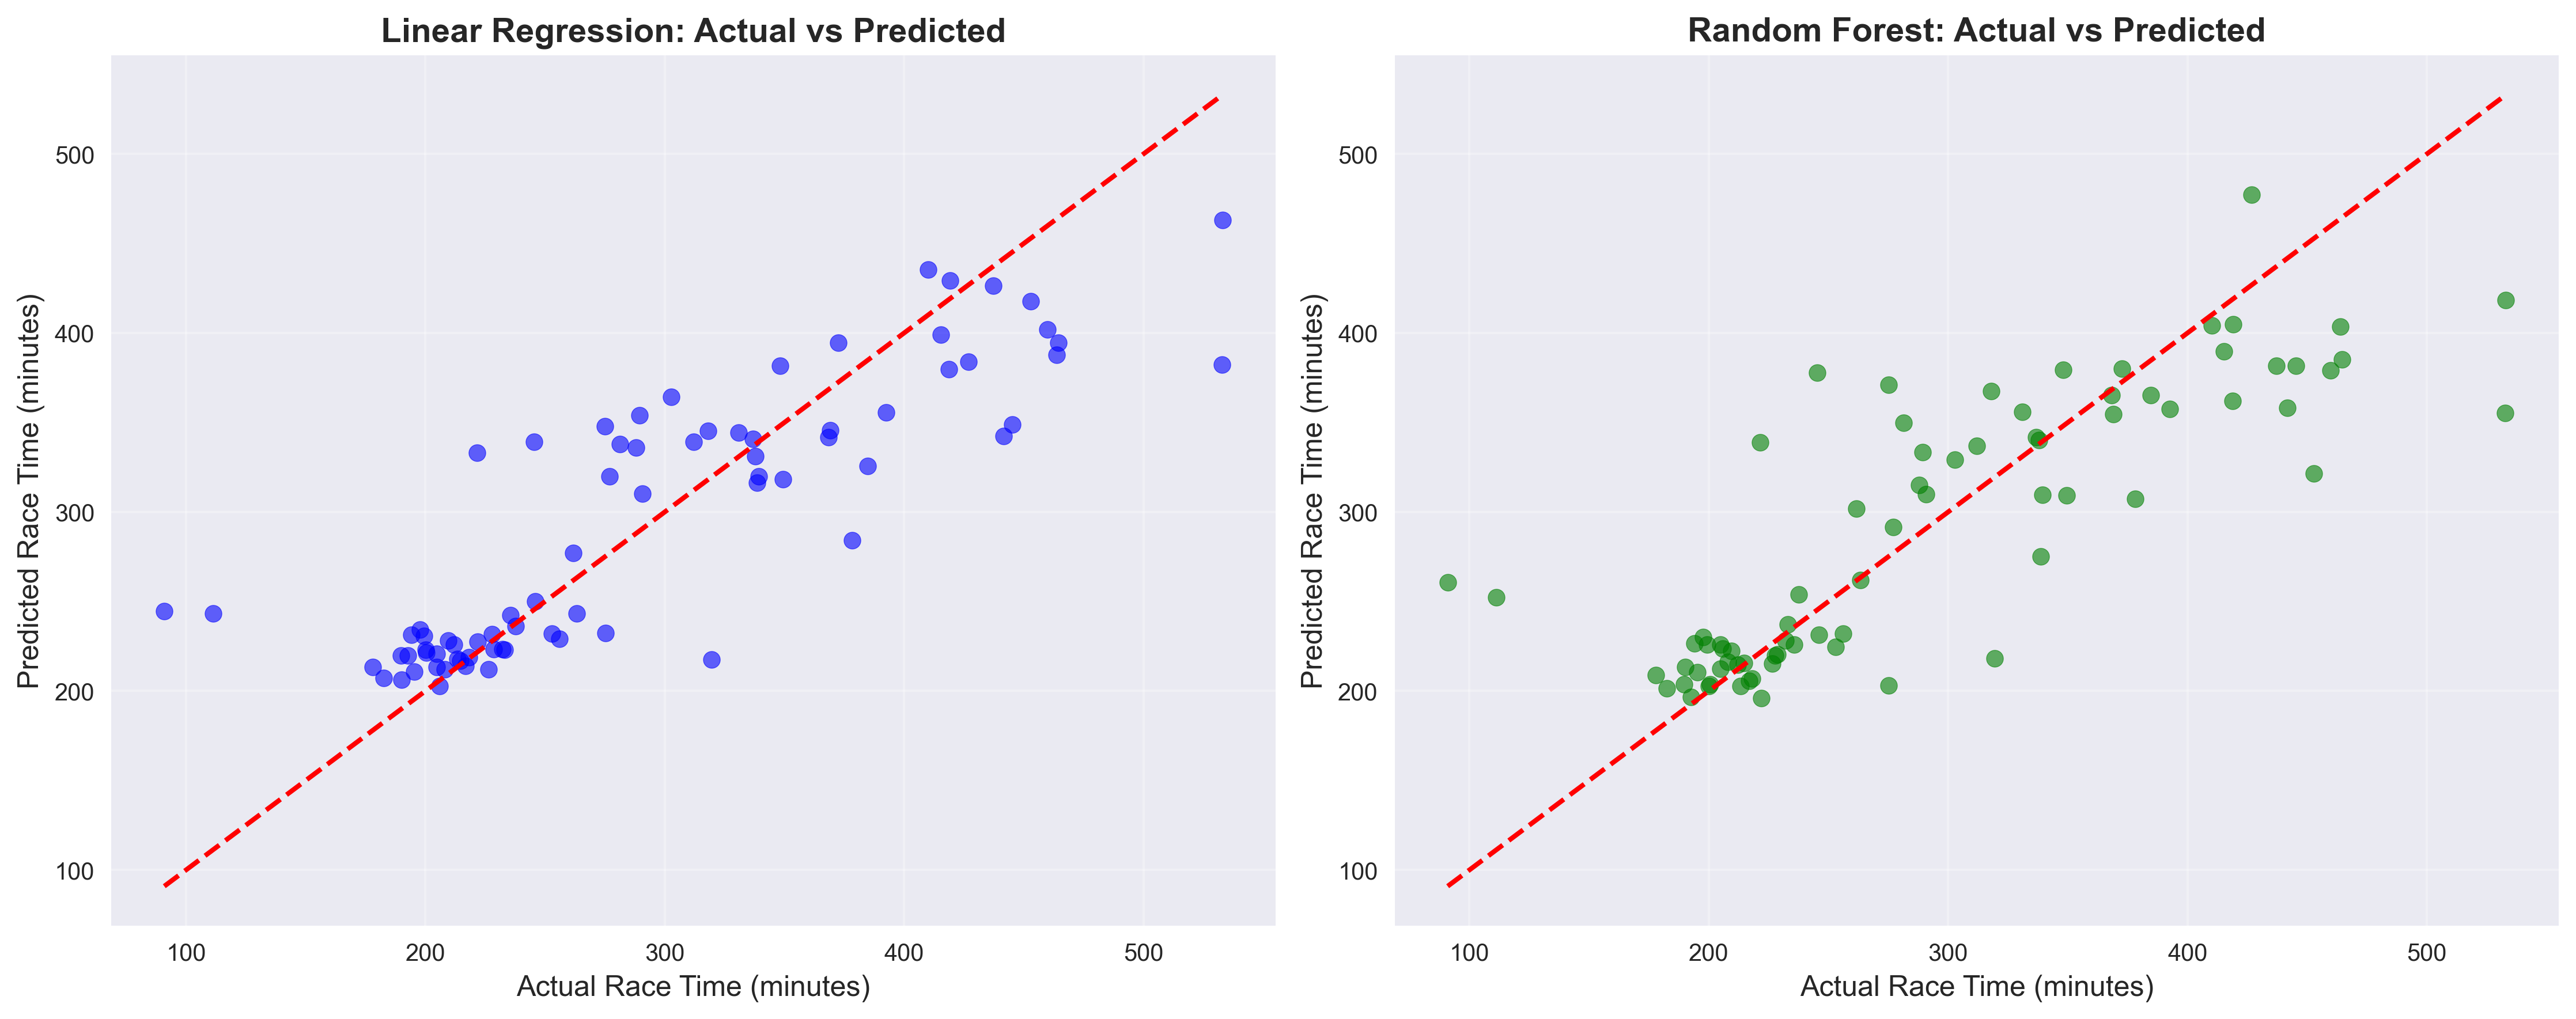 Linear Regression: Actual vs Predicted
Predicted Race Time (minutes)
500
400
300
200
100
100 200 300 400 500
Actual Race Time (minutes)
Random Forest: Actual vs Predicted
Predicted Race Time (minutes)
500
400
300
200
100
100 200 300 400 500
Actual Race Time (minutes)